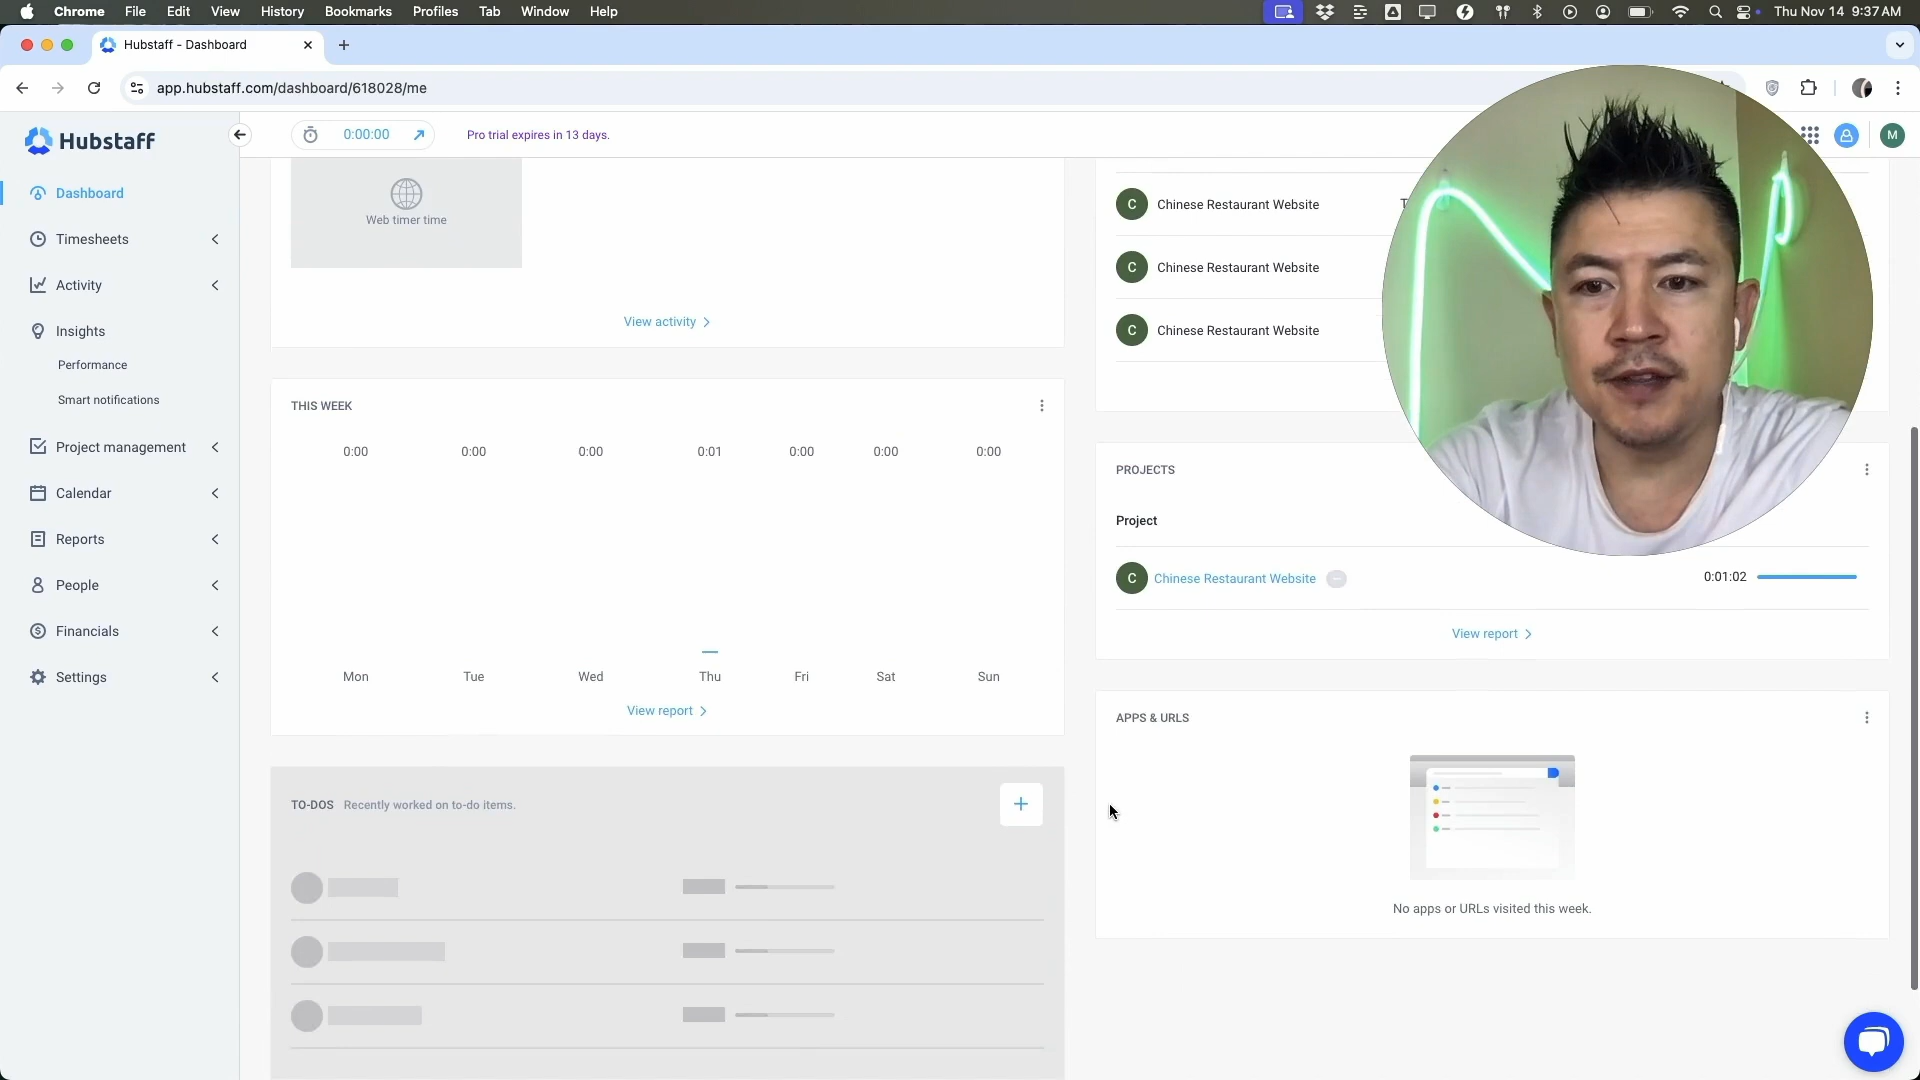 Chrome File Edit View History Bookmarks Profiles Tab Window Help Thu Nov 14 9:37 AM
Hubstaff - Dashboard
app.hubstaff.com/dashboard/618028/me
Hubstaff
0:00:00
Pro trial expires in 13 days.
M
Dashboard
Timesheets
Activity
Insights
Performance
Smart notifications
Project management
Calendar
Reports
People
Financials
Settings
Web timer time
View activity
THIS WEEK
0:00 0:00 0:00 0:01 0:00 0:00 0:00
Mon Tue Wed Thu Fri Sat Sun
View report
TO-DOS Recently worked on to-do items.
C Chinese Restaurant Website
C Chinese Restaurant Website
C Chinese Restaurant Website
PROJECTS
Project
C Chinese Restaurant Website 0:01:02
View report
APPS & URLS
No apps or URLs visited this week.